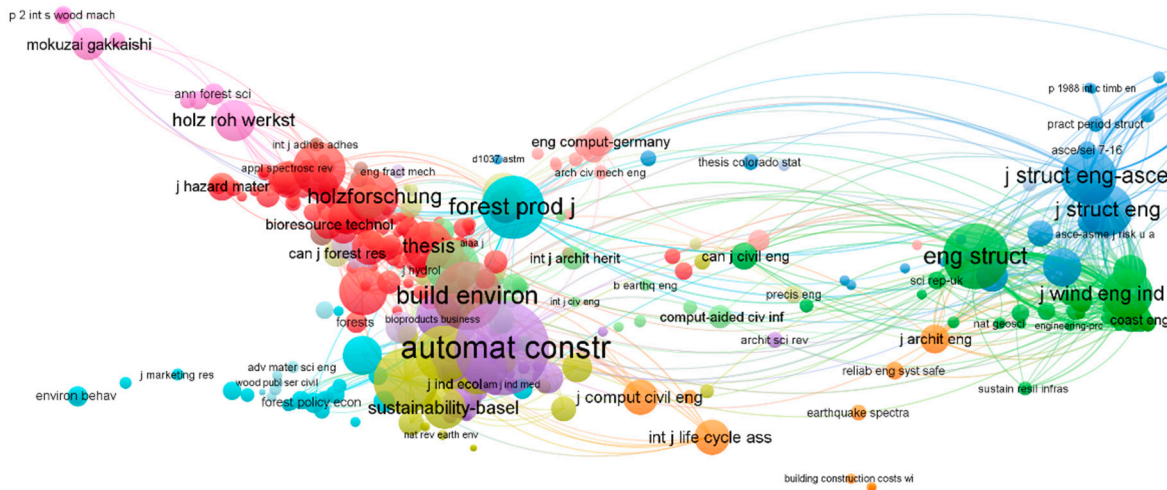 p 2 int s wood mach
mokuzai gakkaishi
p 1988 int c timb en
ann forest sci
holz roh werkst
pract period struct
int j adhes adhes
eng comput-germany
asce/sei 7-16
d1037 astm
thesis colorado stat
appl spectrosc rev
eng fract mech
arch civ mech eng
j struct eng-asce
j hazard mater
holzforschung
forest prod j
j struct eng
bioresource technol
asce-asme j risk u a
thesis
aiaa j
can j forest res
int j archit herit
can j civil eng
eng struct
j hydrol
sci rep-uk
b earthq eng
build environ
precis eng
j wind eng ind
int j civ eng
forests
bioproducts business
comput-aided civ inf
nat geosci
engineering-prc
coast eng
automat constr
archit sci rev
j archit eng
adv mater sci eng
j marketing res
reliab eng syst safe
wood publ ser civil
j ind ecol
am j ind med
sustain resil infras
environ behav
forest policy econ
sustainability-basel
j comput civil eng
earthquake spectra
nat rev earth env
int j life cycle ass
building construction costs wi